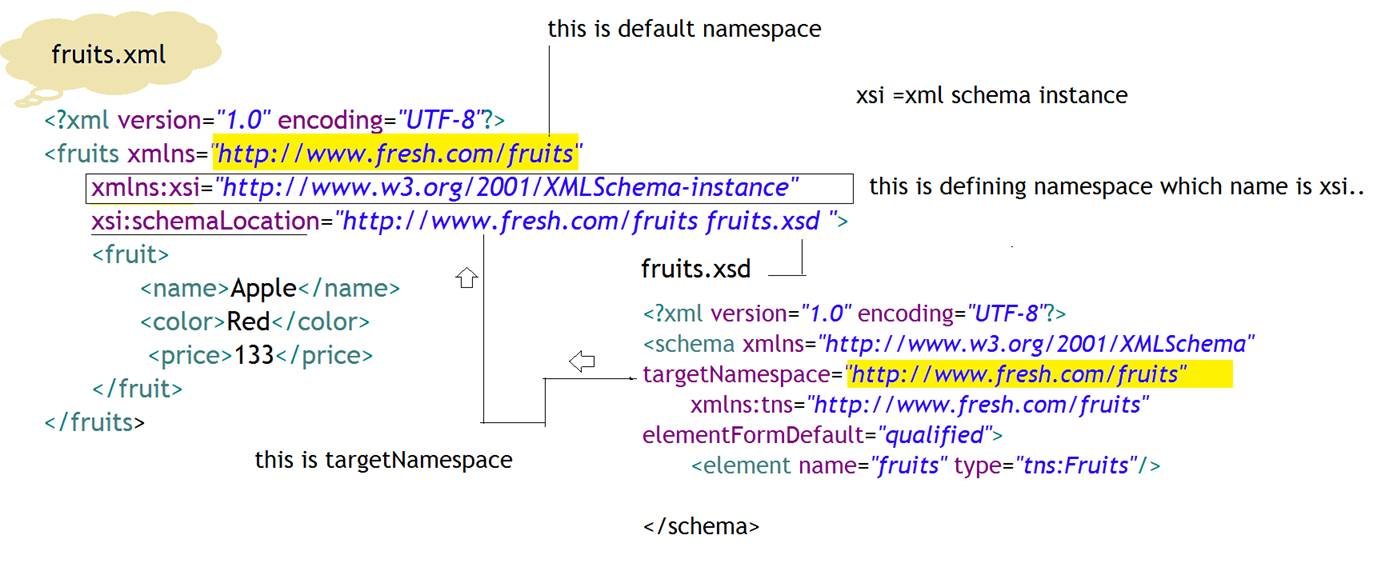 fruits.xml
this is default namespace
xsi =xml schema instance
<?xml version="1.0" encoding="UTF-8"?>
<fruits xmlns="http://www.fresh.com/fruits"
xmlns:xsi="http://www.w3.org/2001/XMLSchema-instance"
this is defining namespace which name is xsi..
xsi:schemaLocation="http://www.fresh.com/fruits fruits.xsd ">
<fruit>
<name>Apple</name>
<color>Red</color>
<price>133</price>
</fruit>
</fruits>
this is targetNamespace
fruits.xsd
<?xml version="1.0" encoding="UTF-8"?>
<schema xmlns="http://www.w3.org/2001/XMLSchema"
targetNamespace="http://www.fresh.com/fruits"
xmlns:tns="http://www.fresh.com/fruits"
elementFormDefault="qualified">
<element name="fruits" type="tns:Fruits"/>
</schema>